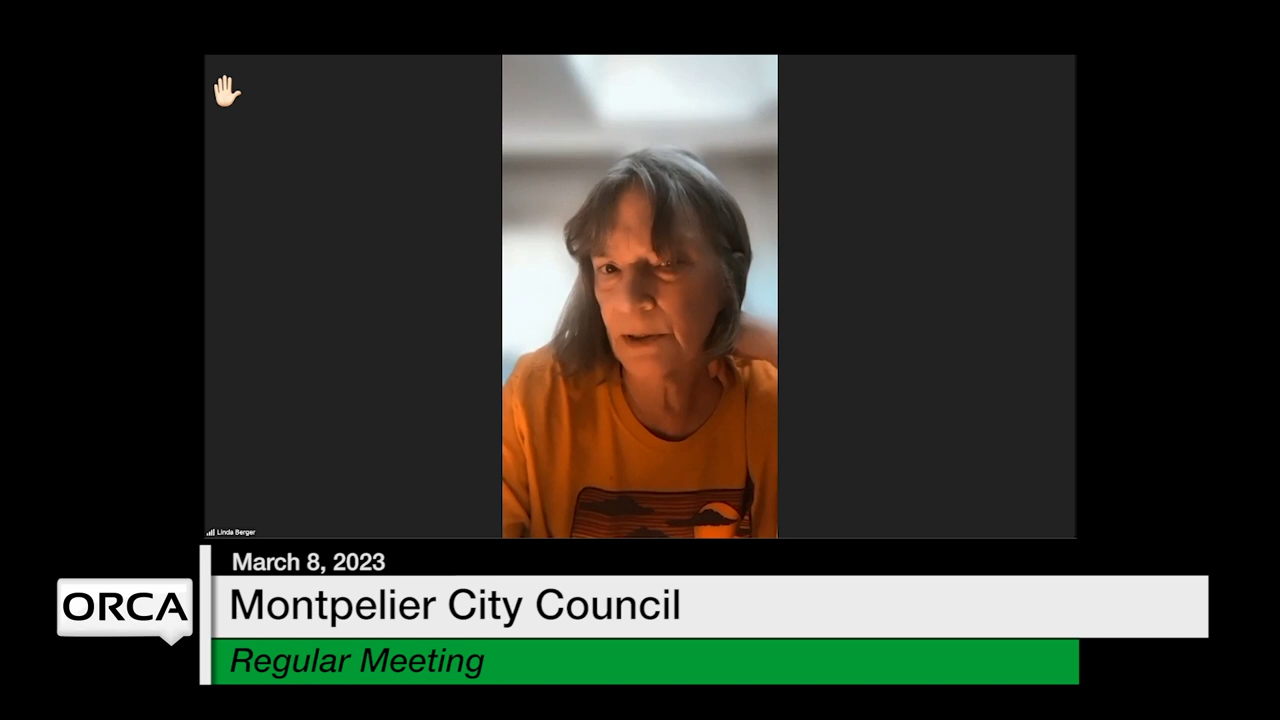 Linda Berger
March 8, 2023
ORCA
Montpelier City Council
Regular Meeting